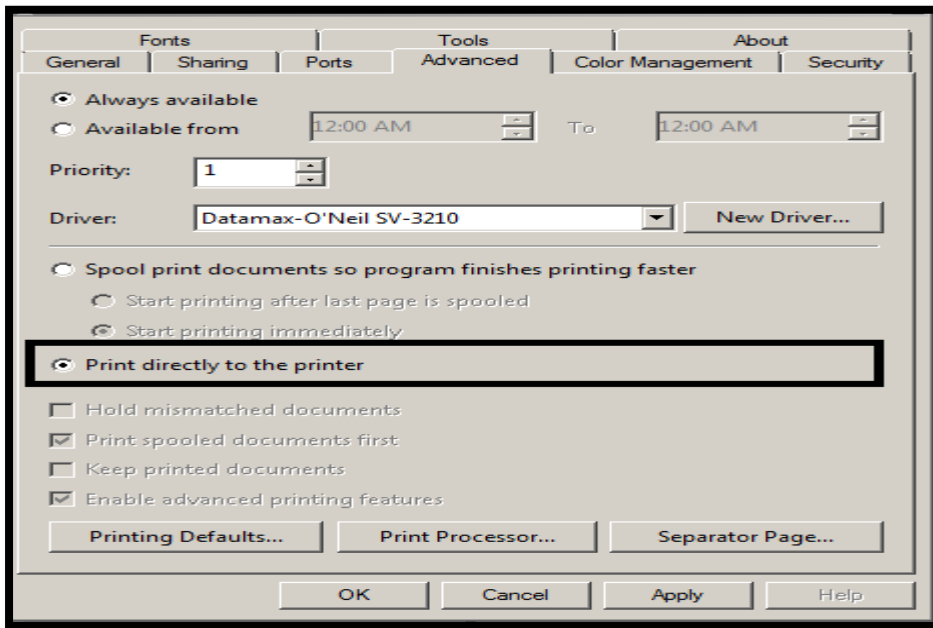 Fonts Tools About
General Sharing Ports Advanced Color Management Security
Always available
Available from 12:00 AM To 12:00 AM
Priority: 1
Driver: Datamax-O'Neil SV-3210 New Driver...
Spool print documents so program finishes printing faster
Start printing after last page is spooled
Start printing immediately
Print directly to the printer
Hold mismatched documents
Print spooled documents first
Keep printed documents
Enable advanced printing features
Printing Defaults... Print Processor... Separator Page...
OK Cancel Apply Help